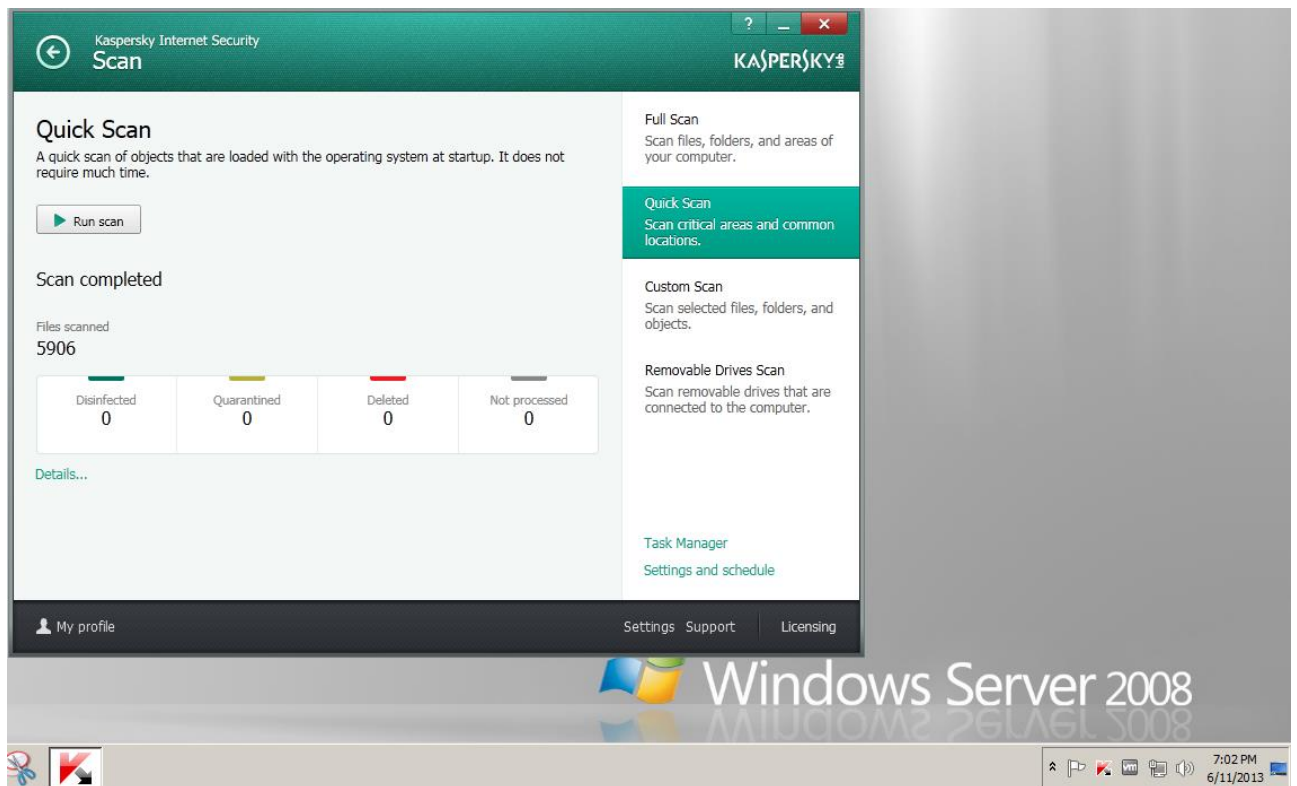 Kaspersky Internet Security
Scan
?
KASPERSKY lab
Quick Scan
A quick scan of objects that are loaded with the operating system at startup. It does not
require much time.
Run scan
Scan completed
Files scanned
5906
Disinfected
0
Quarantined
0
Deleted
0
Not processed
0
Details...
Full Scan
Scan files, folders, and areas of
your computer.
Quick Scan
Scan critical areas and common
locations.
Custom Scan
Scan selected files, folders, and
objects.
Removable Drives Scan
Scan removable drives that are
connected to the computer.
Task Manager
Settings and schedule
My profile
Settings Support Licensing
Windows Server 2008
7:02 PM
6/11/2013